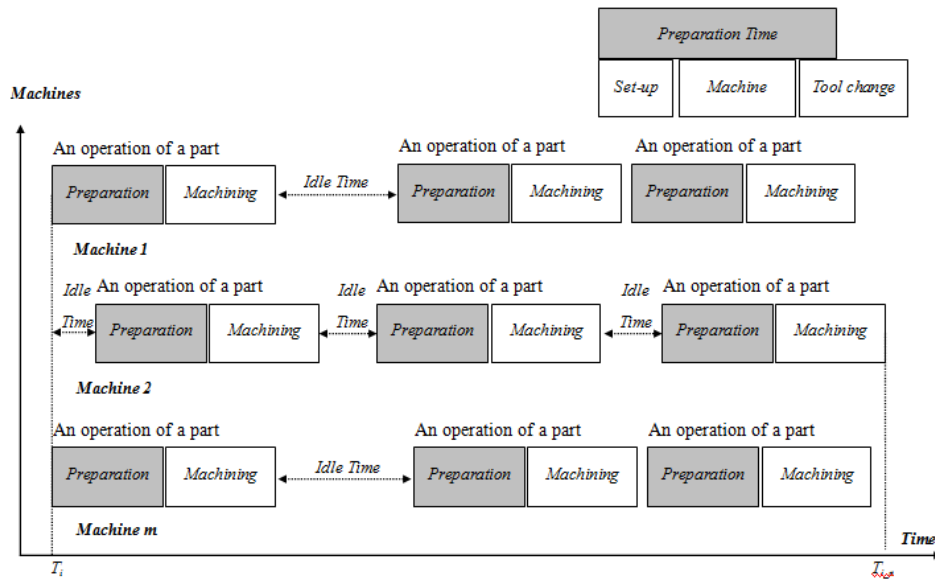 Preparation Time
Set-up Machine Tool change
Machines
An operation of a part An operation of a part An operation of a part
Preparation Machining Idle Time Preparation Machining Preparation Machining
Machine 1
An operation of a part An operation of a part An operation of a part
Idle Idle Idle
Time Preparation Machining Time Preparation Machining Time Preparation Machining
Machine 2
An operation of a part An operation of a part An operation of a part
Preparation Machining Idle Time Preparation Machining Preparation Machining
Machine m
Time
Ti